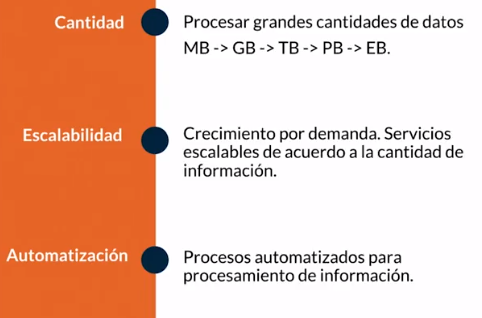 Cantidad
Procesar grandes cantidades de datos
MB -> GB -> TB -> PB -> EB.
Escalabilidad
Crecimiento por demanda. Servicios
escalables de acuerdo a la cantidad de
información.
Automatización
Procesos automatizados para
procesamiento de información.